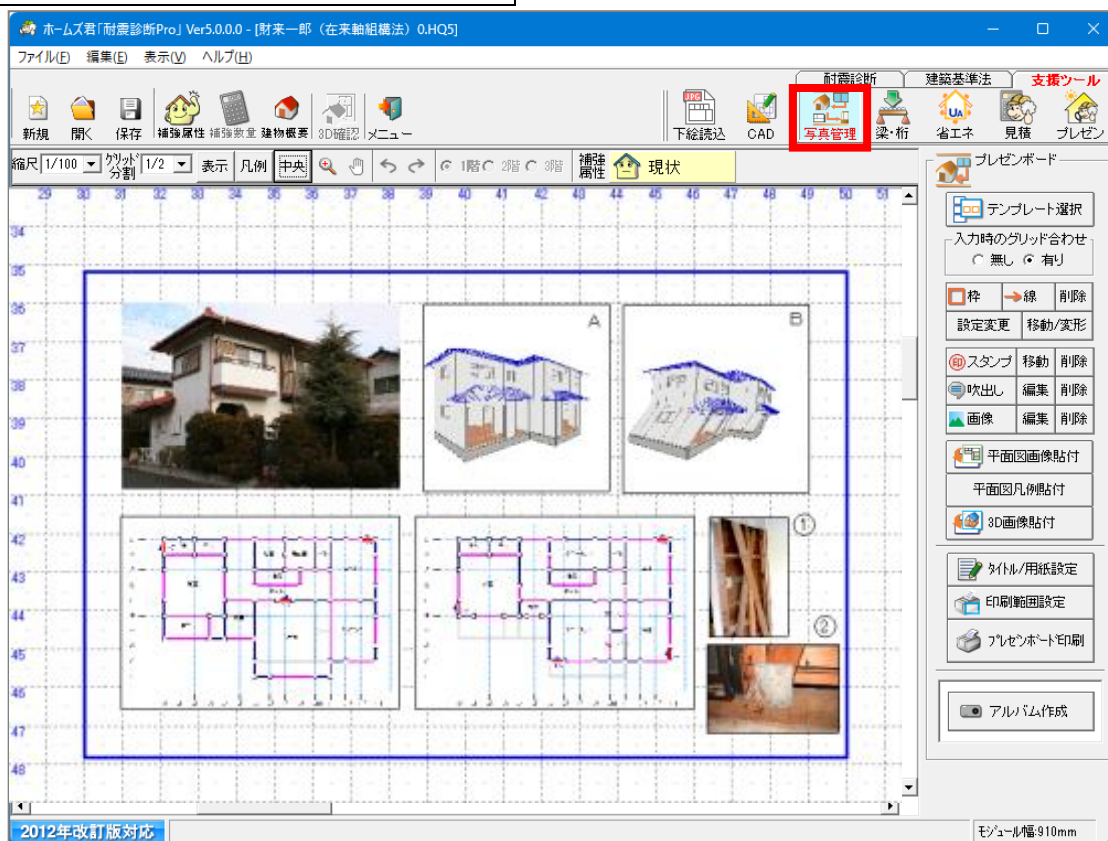 ホームズ君「耐震診断Pro」Ver5.0.0.0 - [財来一郎（在来軸組構法）0.HQ5]
ファイル(F) 編集(E) 表示(V) ヘルプ(H)
耐震診断 建築基準法 支援ツール
新規 開く 保存 補強属性 補強数量 建物概要 3D確認 メニュー 下絵読込 CAD 写真管理 梁・桁 省エネ 見積 プレゼン
縮尺 1/100 グリッド分割 1/2 表示 凡例 中央 1階 2階 3階 補強属性 現状
29 30 31 32 33 34 35 36 37 38 39 40 41 42 43 44 45 46 47 48 49 50 51
34
35
36
37
38
39
40
41
42
43
44
45
46
47
48
A
B
①
②
プレゼンボード
テンプレート選択
入力時のグリッド合わせ
無し 有り
枠 線 削除
設定変更 移動/変形
印 スタンプ 移動 削除
吹出し 編集 削除
画像 編集 削除
平面図画像貼付
平面図凡例貼付
3D画像貼付
タイトル/用紙設定
印刷範囲設定
プレゼンボード印刷
アルバム作成
2012年改訂版対応
モジュール幅:910mm